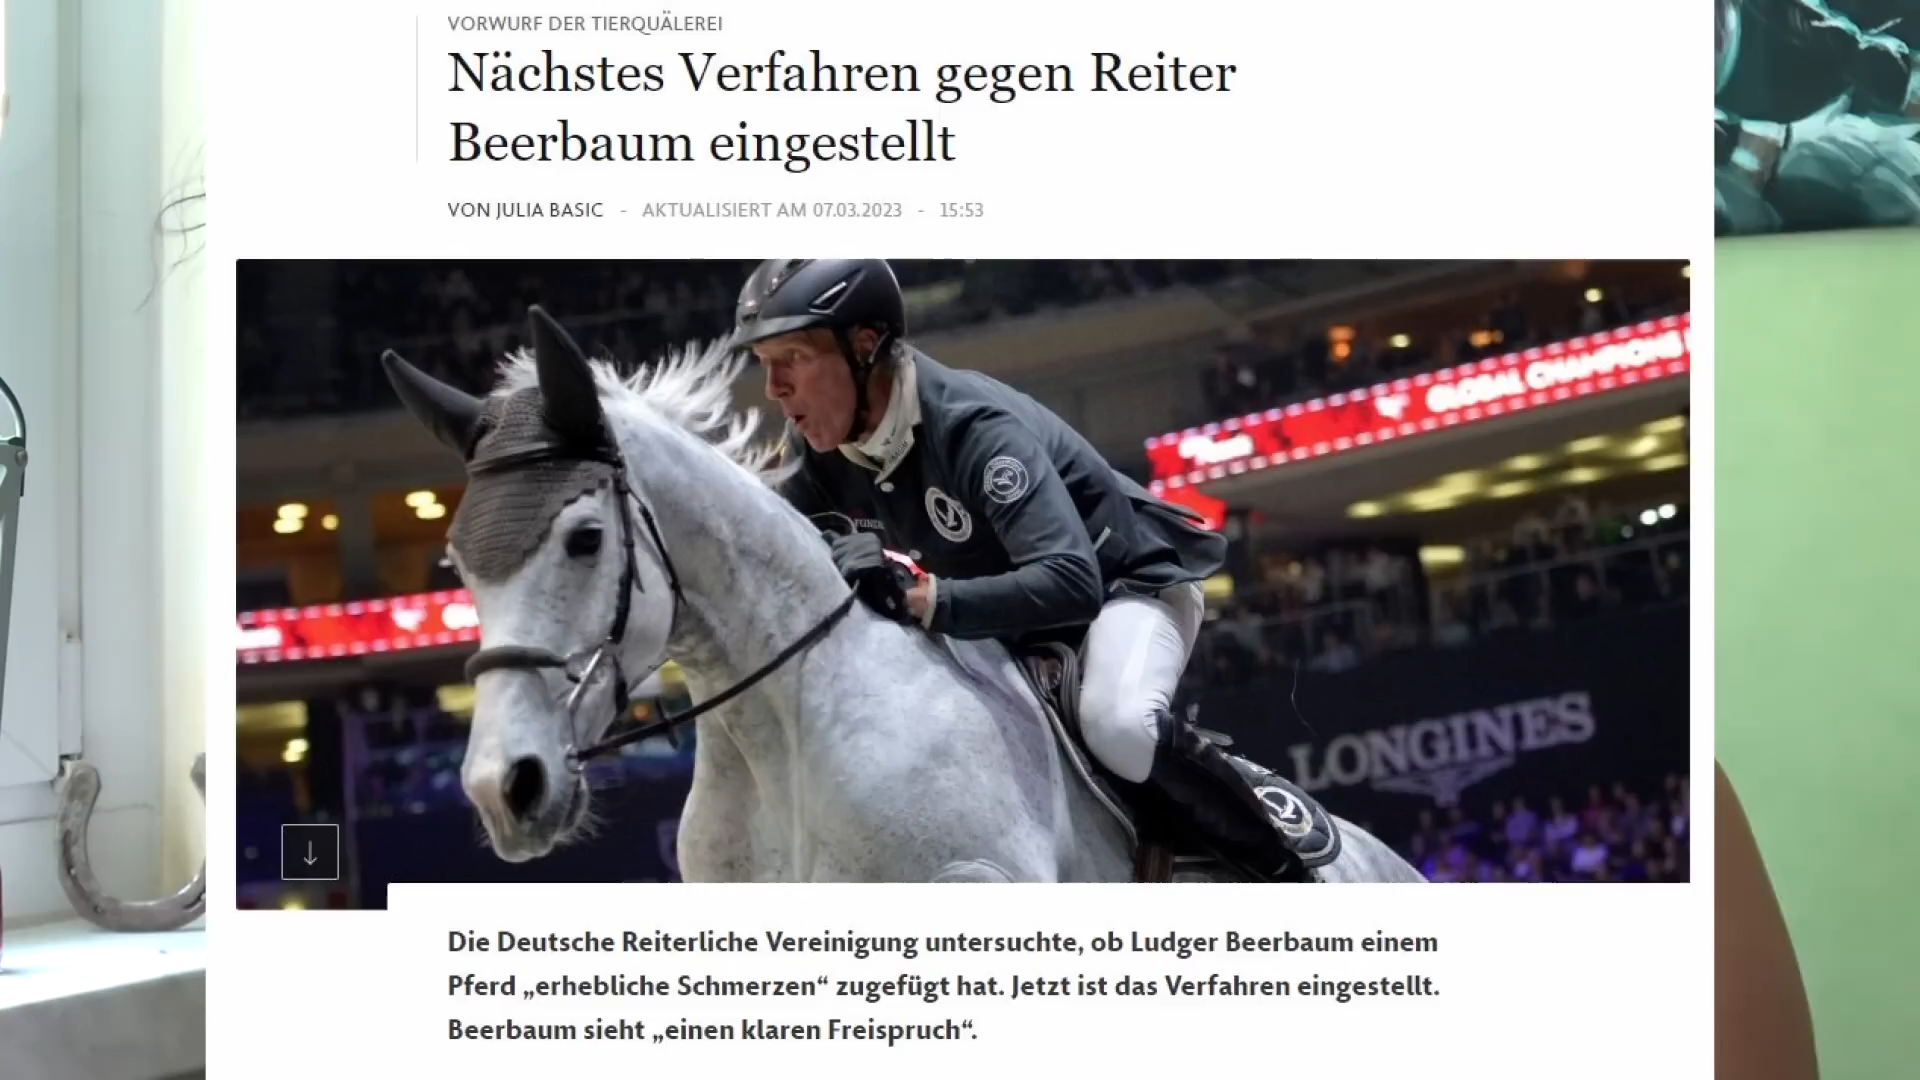 VORWURF DER TIERQUÄLEREI
Nächstes Verfahren gegen Reiter
Beerbaum eingestellt
VON JULIA BASIC - AKTUALISIERT AM 07.03.2023 - 15:53
GLOBAL CHAMPIONS
LONGINES
Die Deutsche Reiterliche Vereinigung untersuchte, ob Ludger Beerbaum einem
Pferd „erhebliche Schmerzen“ zugefügt hat. Jetzt ist das Verfahren eingestellt.
Beerbaum sieht „einen klaren Freispruch“.